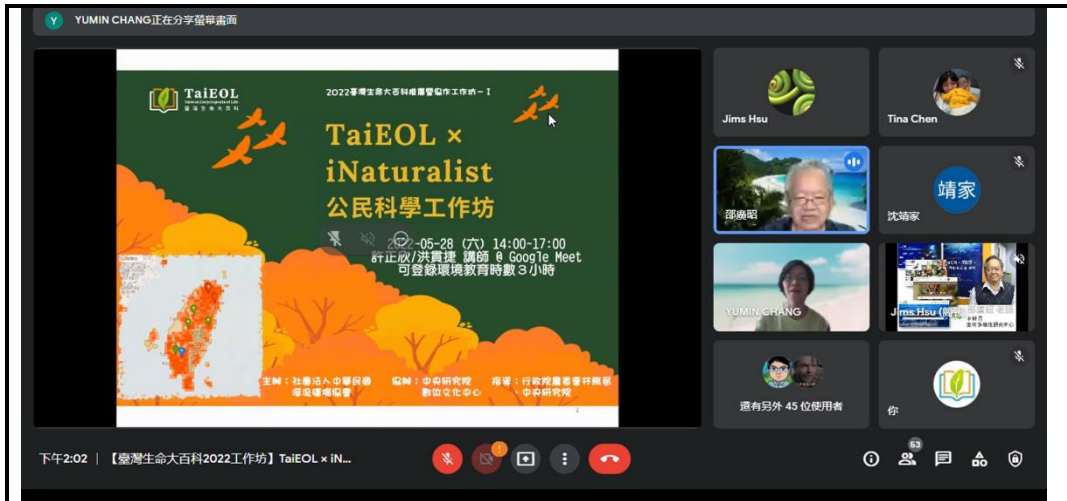 Y YUMIN CHANG正在分享螢幕畫面
TaiEOL
臺灣生命大百科
2022臺灣生命大百科推廣暨協作工作坊-I
TaiEOL ×
iNaturalist
公民科學工作坊
2022-05-28 (六) 14:00~17:00
許正欣/洪貫捷 講師 @ Google Meet
可登錄環境教育時數3小時
主辦：社團法人中華民國
協辦：中央研究院
數位文化中心
指導：行政院農委會林務局
、中央研究院
2
Jims Hsu
Tina Chen
邵廣昭
靖家
沈靖家
YUMIN CHANG
Jims Hsu
還有另外 45 位使用者
你
下午2:02 | 【臺灣生命大百科2022工作坊】TaiEOL × iN...
63